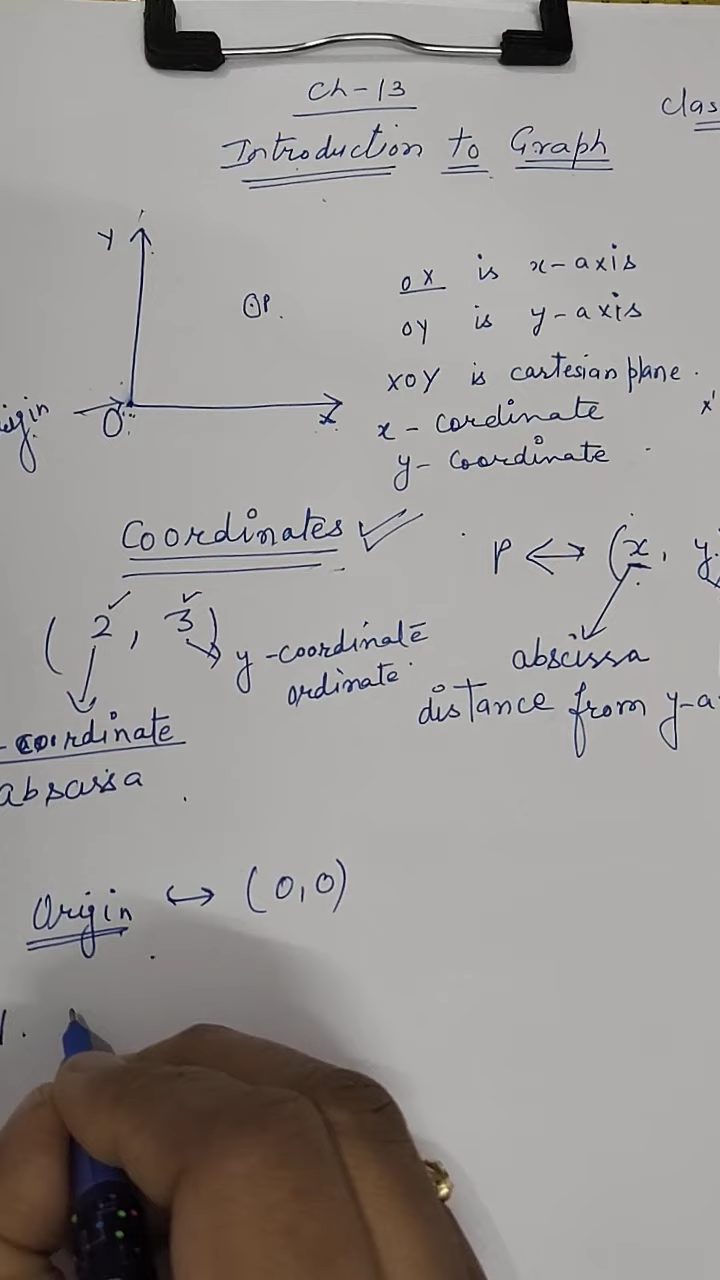 Ch-13
Clas
Introduction to Graph
Y
P.
OX is x-axis
OY is y-axis
XOY is cartesian plane.
x - cordinate
X'
y - coordinate
igin
O
X
Coordinates ✓
P ↔ (x, y
(2, 3)
y-coordinate
ordinate.
abscissa
distance from y-a
-coordinate
abscissa
Origin ↔ (0,0)
1.